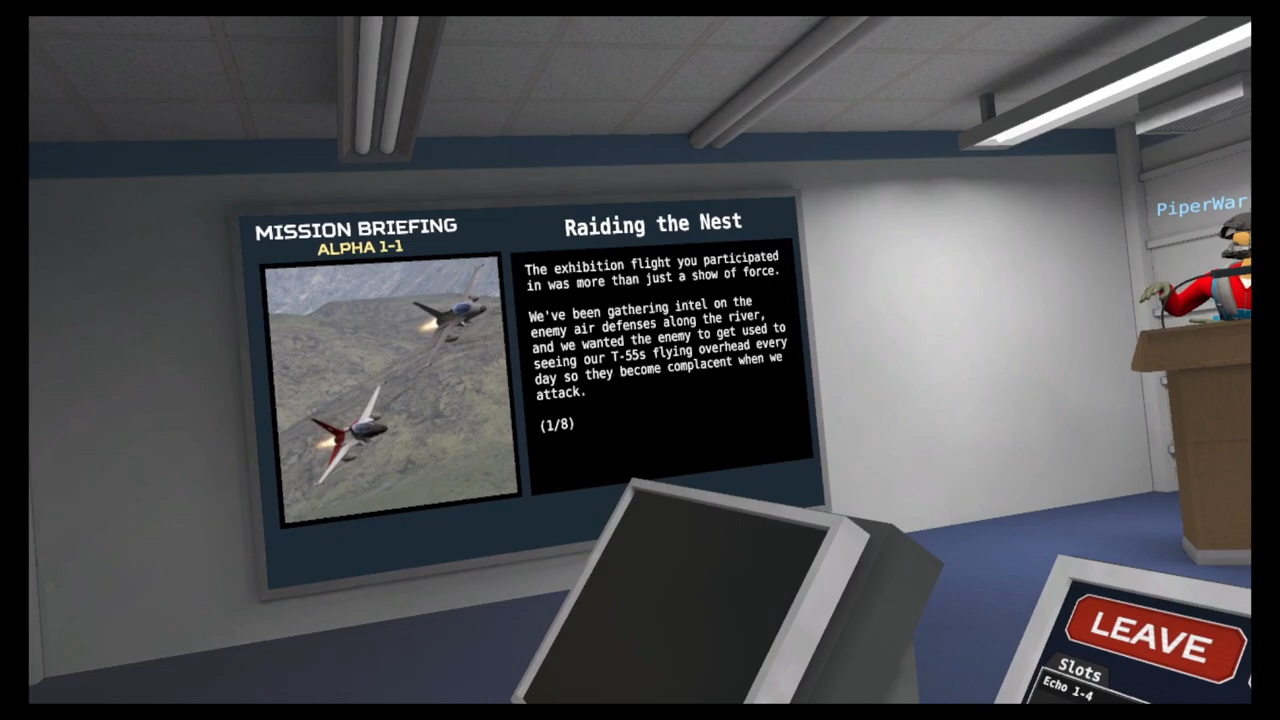 MISSION BRIEFING
ALPHA 1-1
Raiding the Nest
The exhibition flight you participated
in was more than just a show of force.
We've been gathering intel on the
enemy air defenses along the river,
and we wanted the enemy to get used to
seeing our T-55s flying overhead every
day so they become complacent when we
attack.
(1/8)
PiperWar
LEAVE
Slots
Echo 1-4